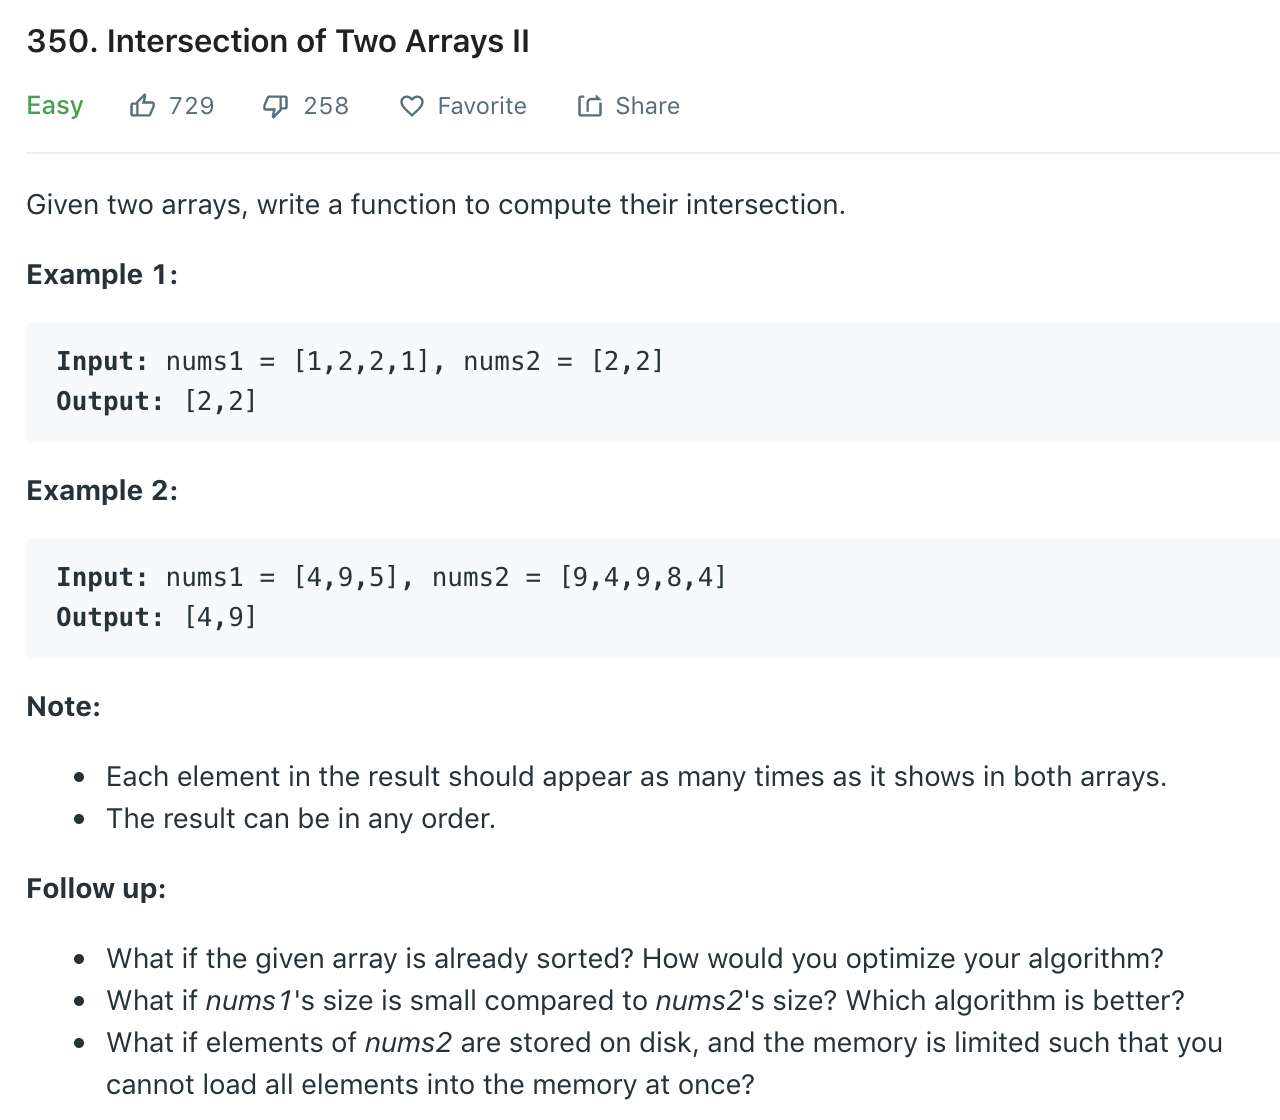 350. Intersection of Two Arrays II
Easy 729 258 Favorite Share
Given two arrays, write a function to compute their intersection.
Example 1:
Input: nums1 = [1,2,2,1], nums2 = [2,2]
Output: [2,2]
Example 2:
Input: nums1 = [4,9,5], nums2 = [9,4,9,8,4]
Output: [4,9]
Note:
• Each element in the result should appear as many times as it shows in both arrays.
• The result can be in any order.
Follow up:
• What if the given array is already sorted? How would you optimize your algorithm?
• What if nums1's size is small compared to nums2's size? Which algorithm is better?
• What if elements of nums2 are stored on disk, and the memory is limited such that you
cannot load all elements into the memory at once?